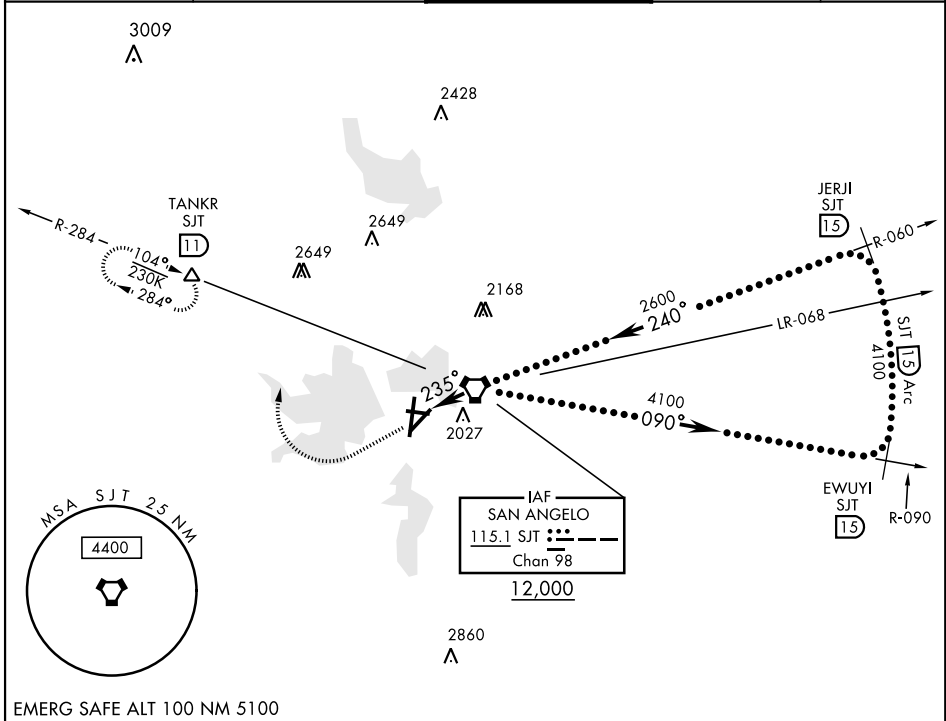 3009
2428
JERJI
SJT
15
TANKR
SJT
11
2649
R-060
R-284
104°
2649
230K
284°
2168
2600
240°
LR-068
SJT 15 Arc
4100
235°
4100
090°
2027
EWUYI
SJT
15
R-090
IAF
SAN ANGELO
115.1 SJT
Chan 98
12,000
MSA SJT 25 NM
4400
2860
EMERG SAFE ALT 100 NM 5100